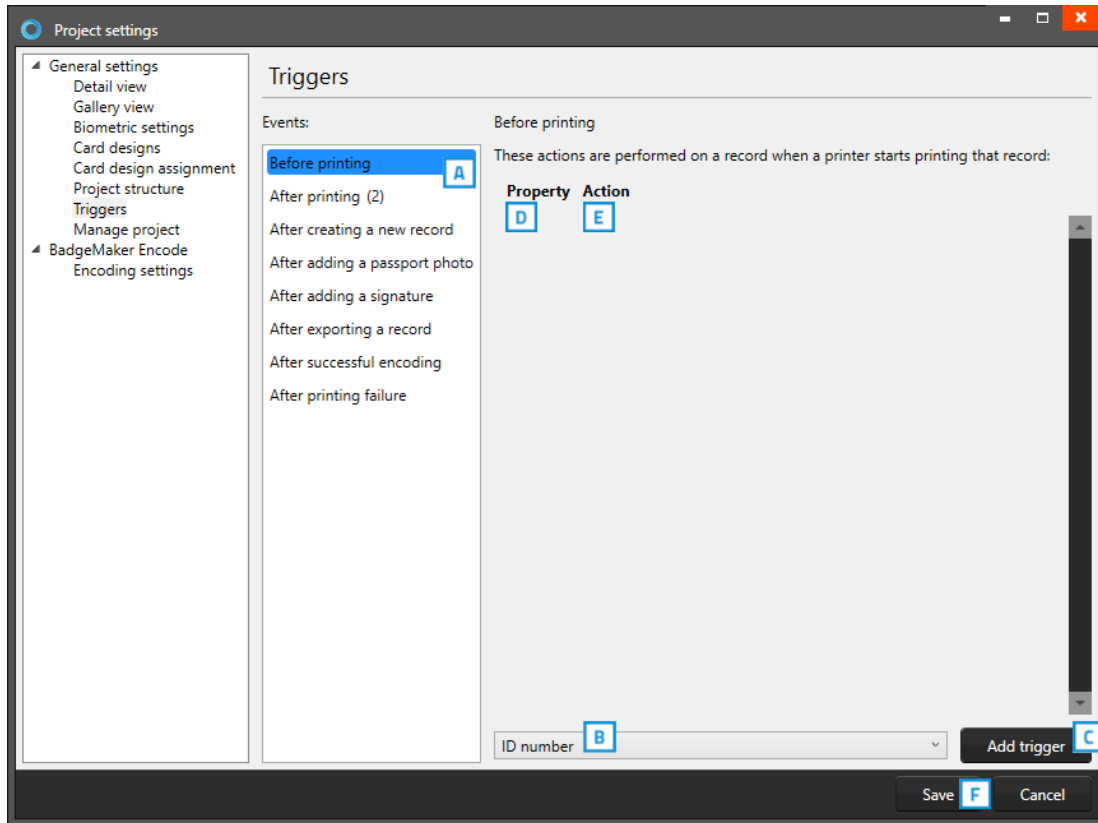 Project settings
General settings
Detail view
Gallery view
Biometric settings
Card designs
Card design assignment
Project structure
Triggers
Manage project
BadgeMaker Encode
Encoding settings
Triggers
Events:
Before printing
A
After printing (2)
After creating a new record
After adding a passport photo
After adding a signature
After exporting a record
After successful encoding
After printing failure
Before printing
These actions are performed on a record when a printer starts printing that record:
Property Action
D E
ID number B
Add trigger C
Save F Cancel